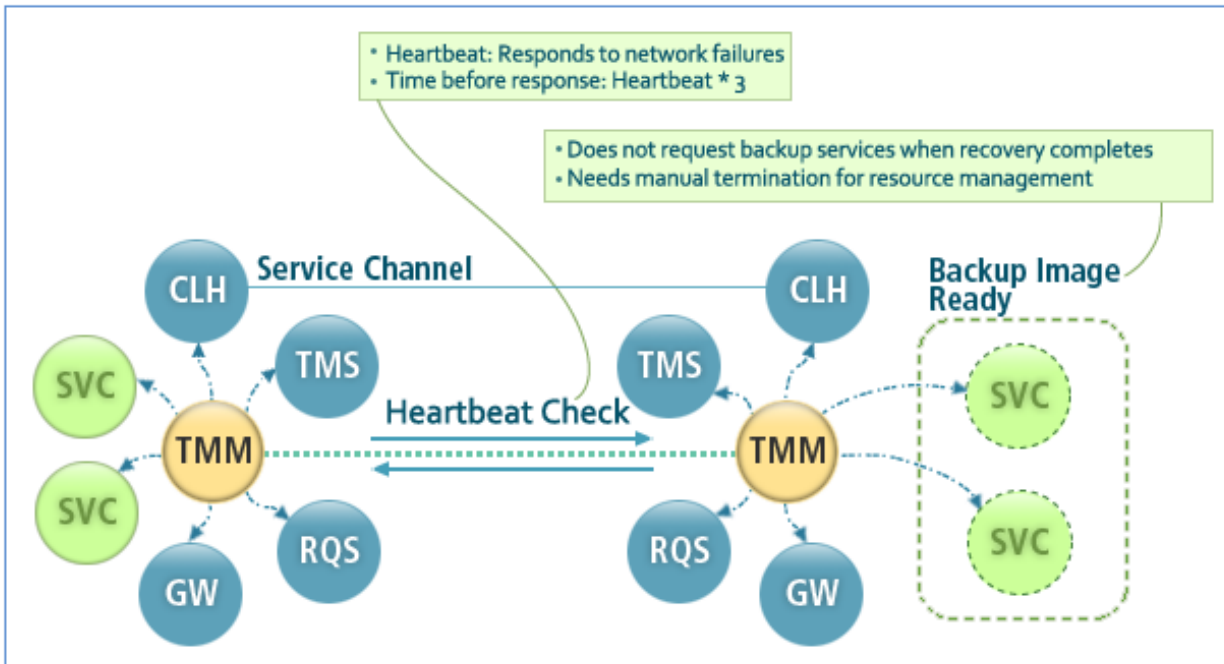 • Heartbeat: Responds to network failures
• Time before response: Heartbeat * 3
• Does not request backup services when recovery completes
• Needs manual termination for resource management
CLH
Service Channel
CLH
Backup Image
Ready
SVC
TMS
TMS
SVC
Heartbeat Check
TMM
TMM
SVC
RQS
RQS
SVC
GW
GW